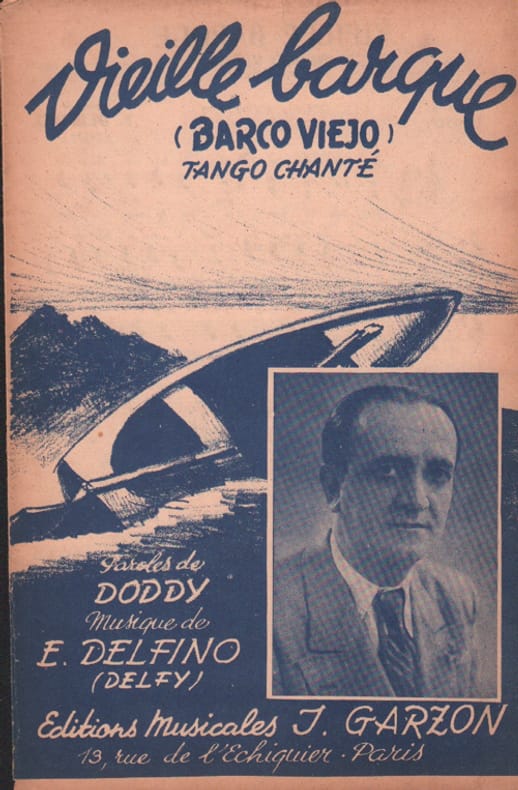 Vieille barque
(BARCO VIEJO)
TANGO CHANTÉ
Paroles de
DODDY
Musique de
E. DELFINO
(DELFY)
Editions Musicales J. GARZON
13, rue de l'Echiquier - Paris